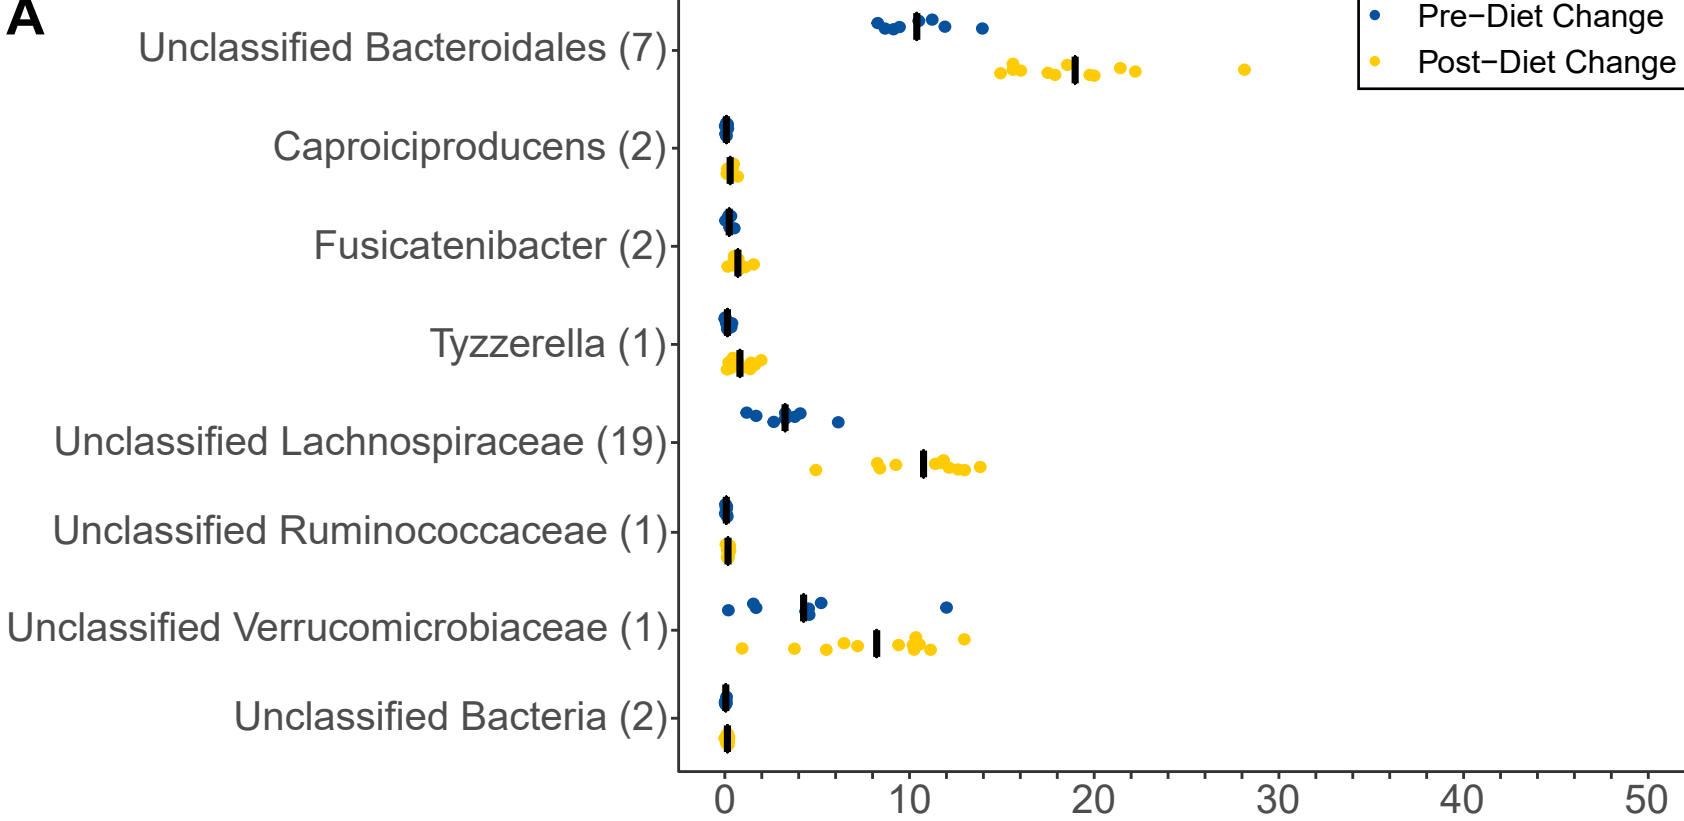 A
Pre−Diet Change
Post−Diet Change
Unclassified Bacteroidales (7)
Caproiciproducens (2)
Fusicatenibacter (2)
Tyzzerella (1)
Unclassified Lachnospiraceae (19)
Unclassified Ruminococcaceae (1)
Unclassified Verrucomicrobiaceae (1)
Unclassified Bacteria (2)
0 10 20 30 40 50